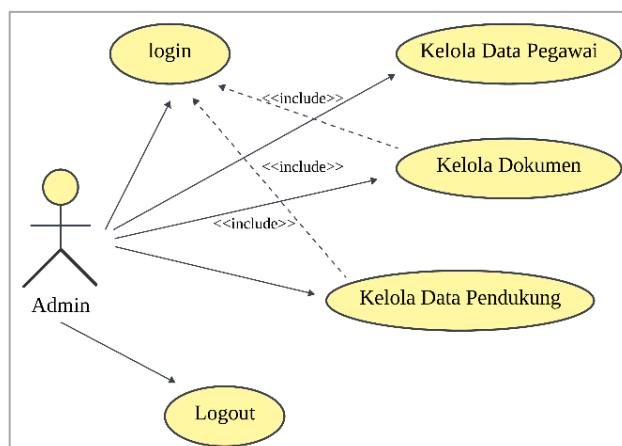 login
Kelola Data Pegawai
<<include>>
Kelola Dokumen
<<include>>
<<include>>
Kelola Data Pendukung
Admin
Logout